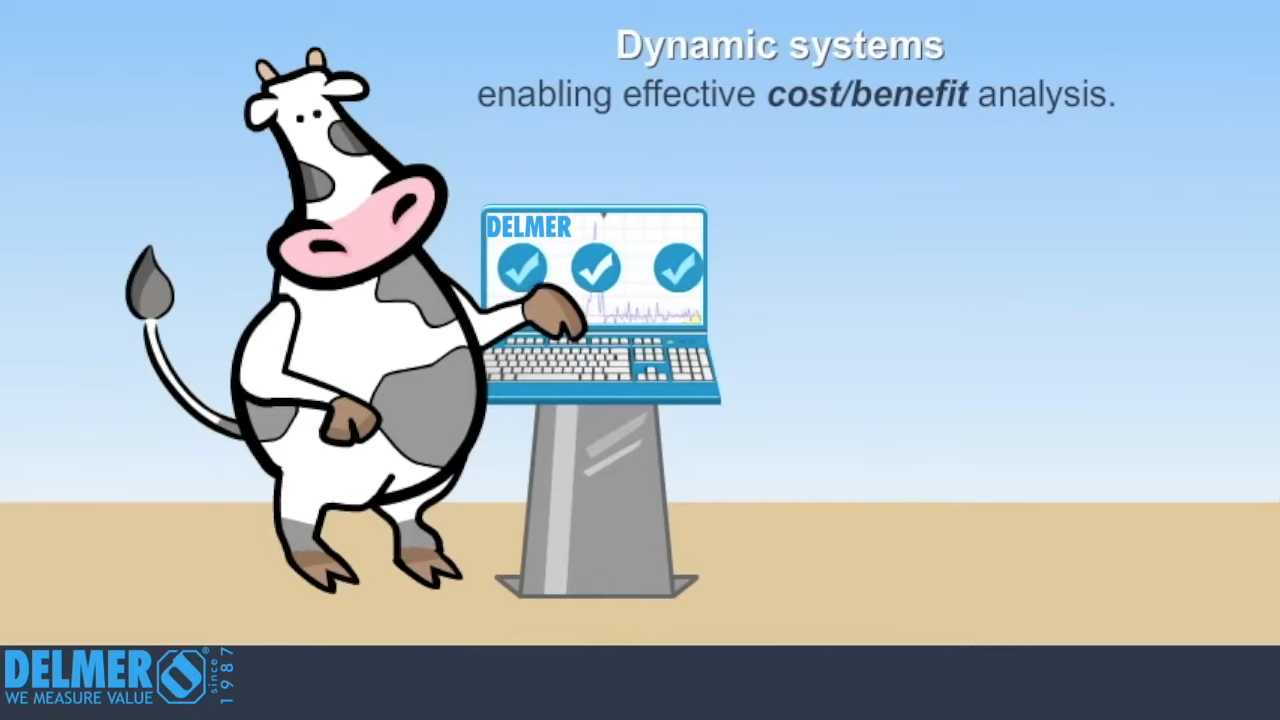 Dynamic systems
enabling effective cost/benefit analysis.
DELMER
DELMER ®
WE MEASURE VALUE
since
1987